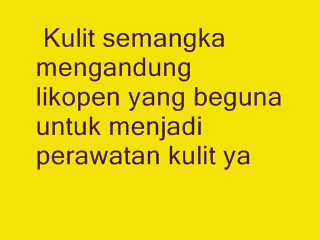 Kulit semangka
mengandung
likopen yang beguna
untuk menjadi
perawatan kulit ya